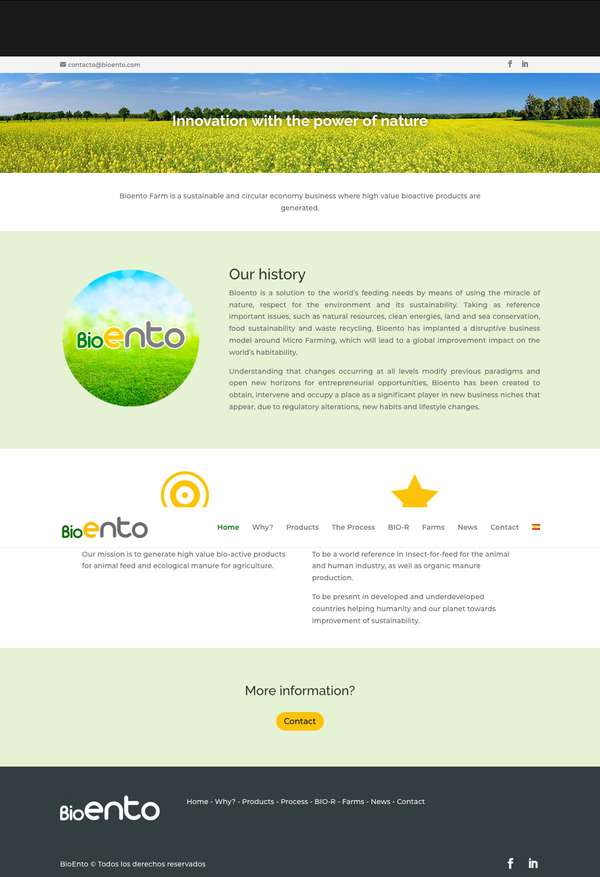 contacto@bioento.com
Innovation with the power of nature
Bioento Farm is a sustainable and circular economy business where high value bioactive products are
generated.
Our history
Bioento is a solution to the world's feeding needs by means of using the miracle of
nature, respect for the environment and its sustainability. Taking as reference
important issues, such as natural resources, clean energies, land and sea conservation,
food sustainability and waste recycling, Bioento has implanted a disruptive business
model around Micro Farming, which will lead to a global improvement impact on the
world's habitability.
Bioento
Understanding that changes occurring at all levels modify previous paradigms and
open new horizons for entrepreneurial opportunities, Bioento has been created to
obtain, intervene and occupy a place as a significant player in new business niches that
appear, due to regulatory alterations, new habits and lifestyle changes.
Bioento
Home Why? Products The Process BIO-R Farms News Contact
Our mission is to generate high value bio-active products
for animal feed and ecological manure for agriculture.
To be a world reference in Insect-for-feed for the animal
and human industry, as well as organic manure
production.
To be present in developed and underdeveloped
countries helping humanity and our planet towards
improvement of sustainability.
More information?
Contact
Bioento
Home - Why? - Products - Process - BIO-R - Farms - News - Contact
BioEnto © Todos los derechos reservados